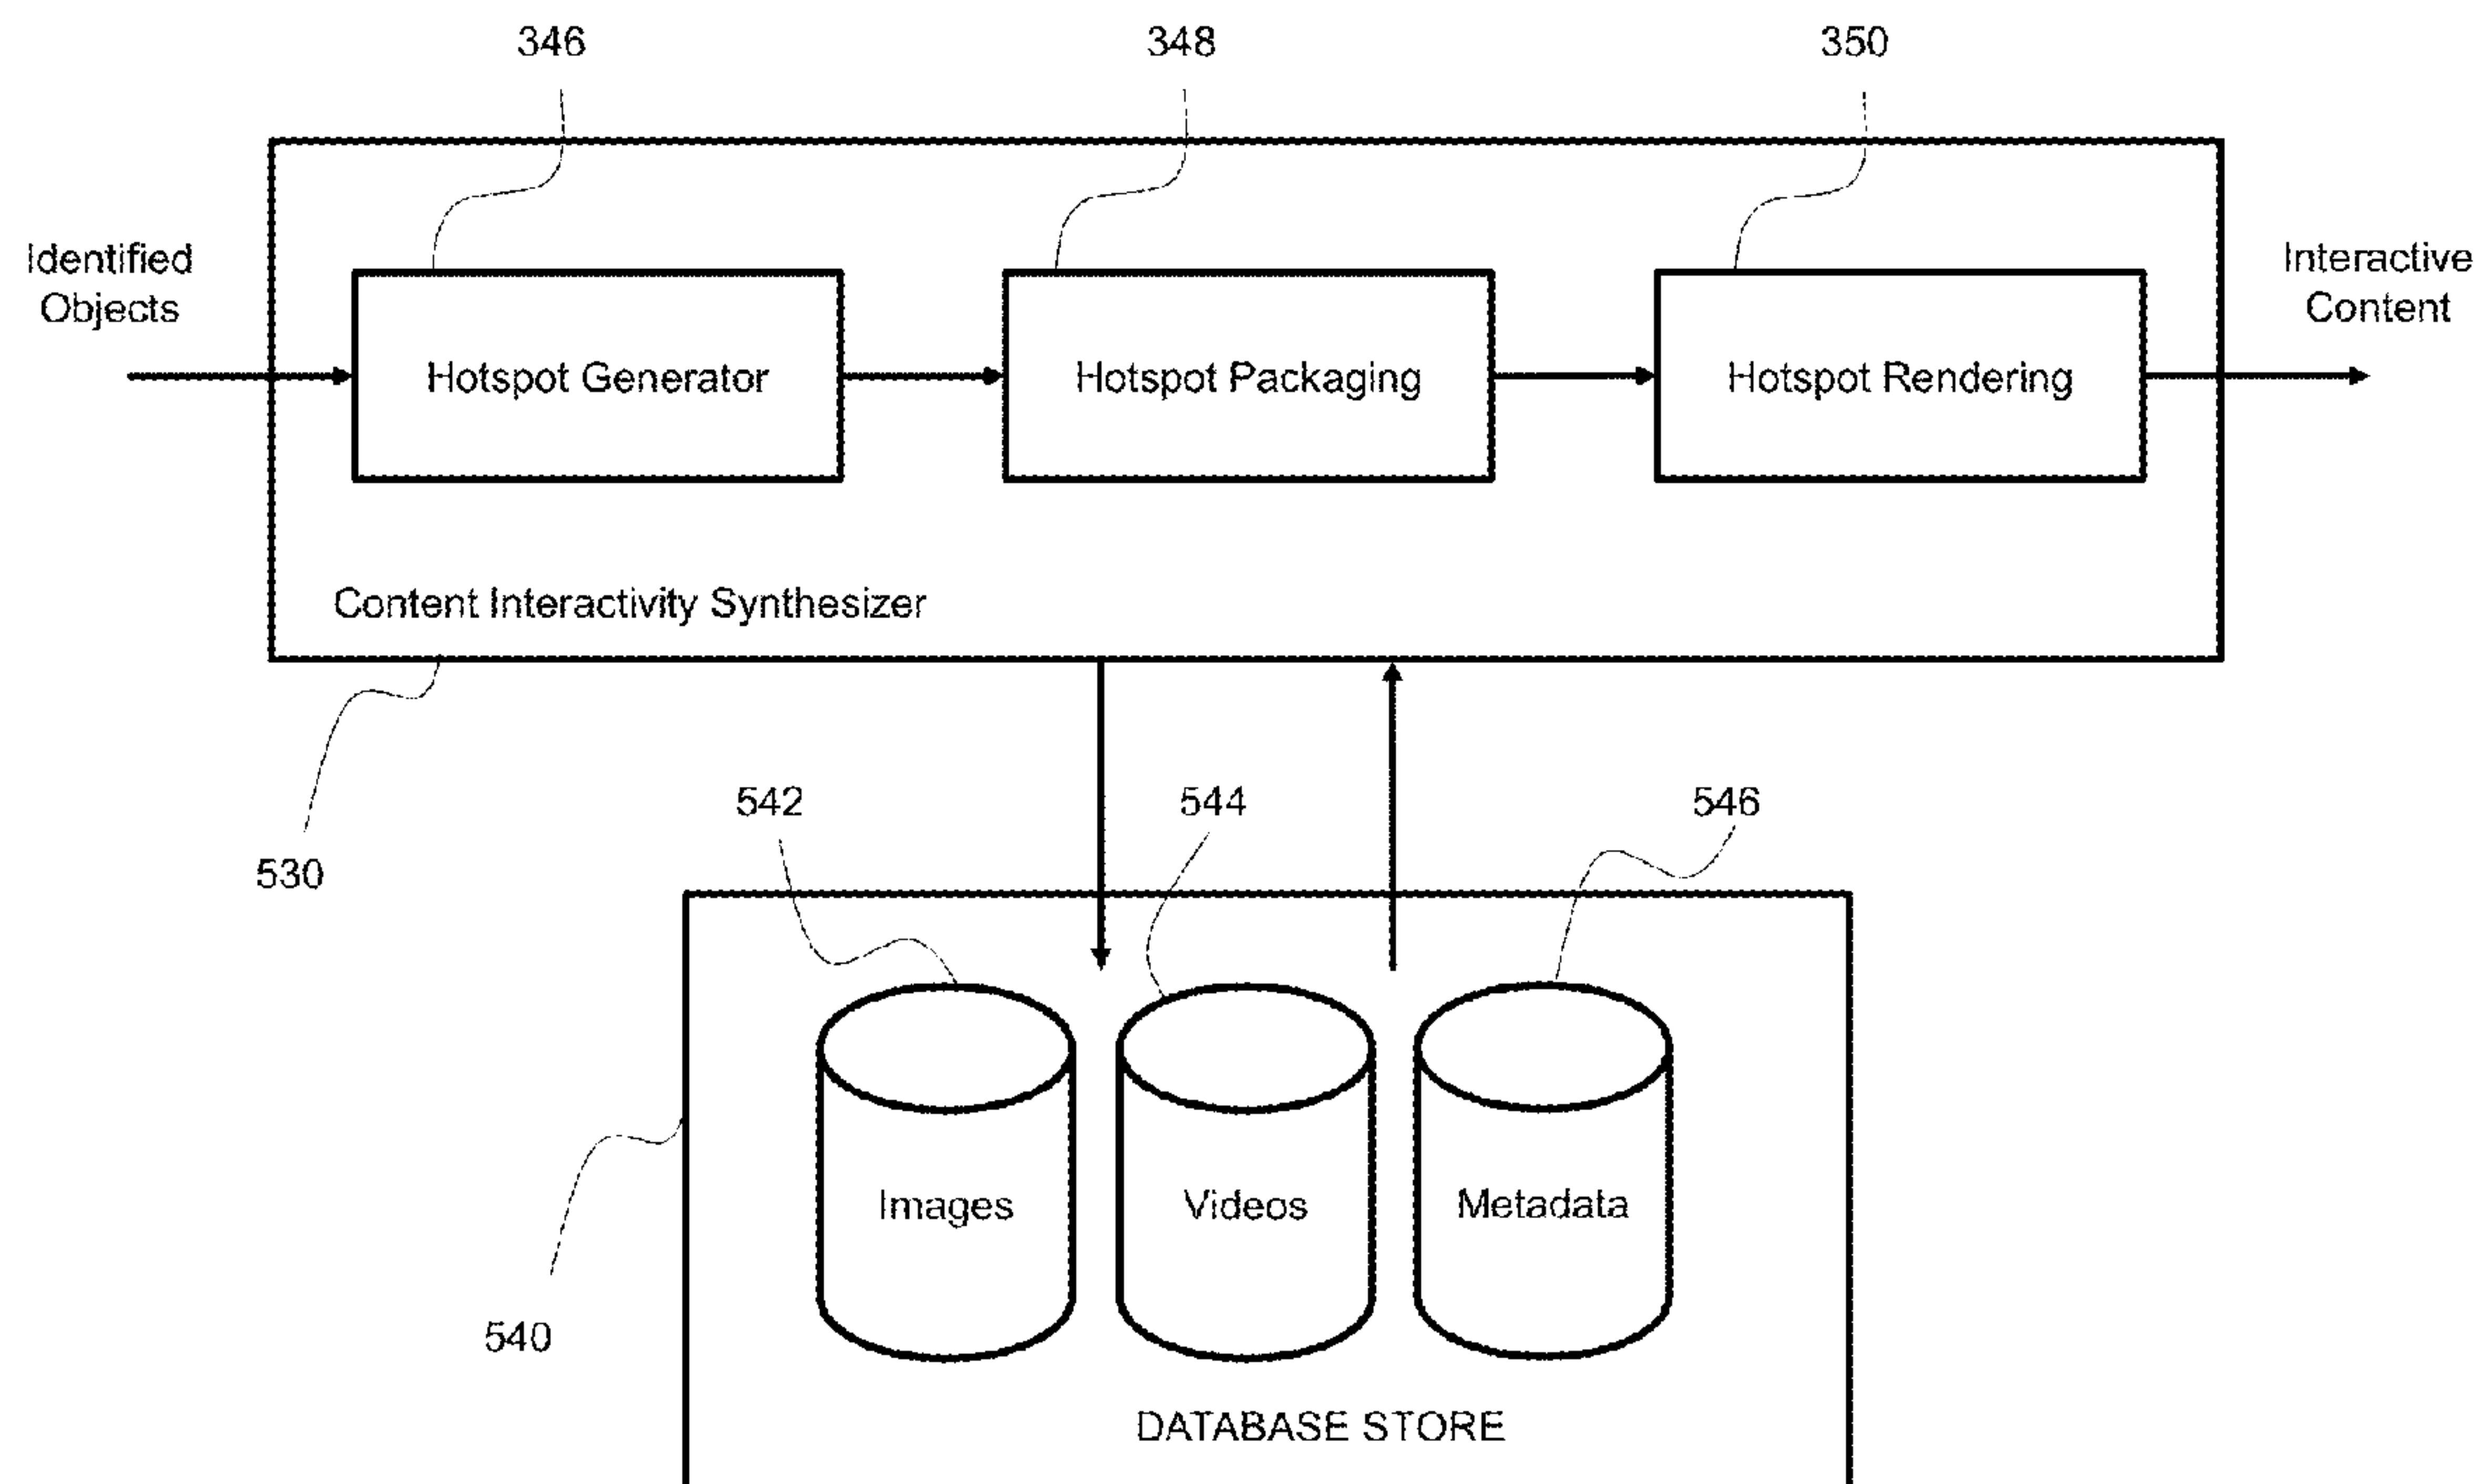 346
348
350
Identified
Objects
Interactive
Content
Hotspot Generator
Hotspot Packaging
Hotspot Rendering
Content Interactivity Synthesizer
530
542
544
546
Images
Videos
Metadata
540
DATABASE STORE